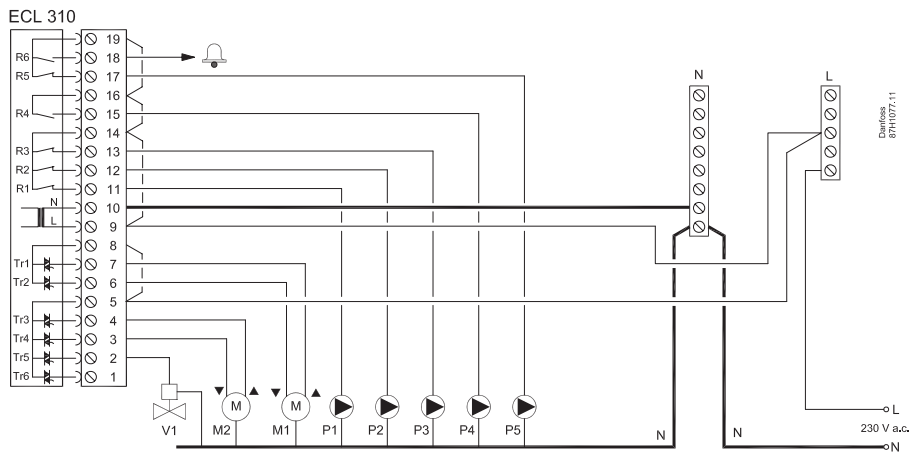 ECL 310
19
R6 18
R5 17 N L
16
R4 15
14
R3 13
R2 12
R1 11
N 10
L 9
8
Tr1 7
Tr2 6
5
Tr3 4
Tr4 3
Tr5 2
Tr6 1
Danfoss
87H1077.11
M M
V1 M2 M1 P1 P2 P3 P4 P5
L
230 V a.c.
N N N